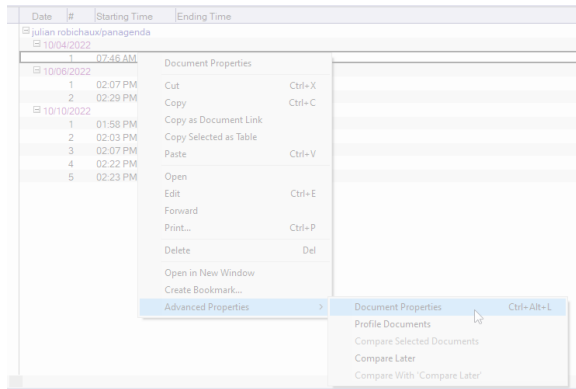 Date # Starting Time Ending Time
julian robichaux/panagenda
10/04/2022
1 07:46 AM
10/06/2022
1 02:07 PM
2 02:29 PM
10/10/2022
1 01:58 PM
2 02:03 PM
3 02:07 PM
4 02:22 PM
5 02:23 PM
Document Properties
Cut Ctrl+X
Copy Ctrl+C
Copy as Document Link
Copy Selected as Table
Paste Ctrl+V
Open
Edit Ctrl+E
Forward
Print... Ctrl+P
Delete Del
Open in New Window
Create Bookmark...
Advanced Properties >
Document Properties Ctrl+Alt+L
Profile Documents
Compare Selected Documents
Compare Later
Compare With 'Compare Later'